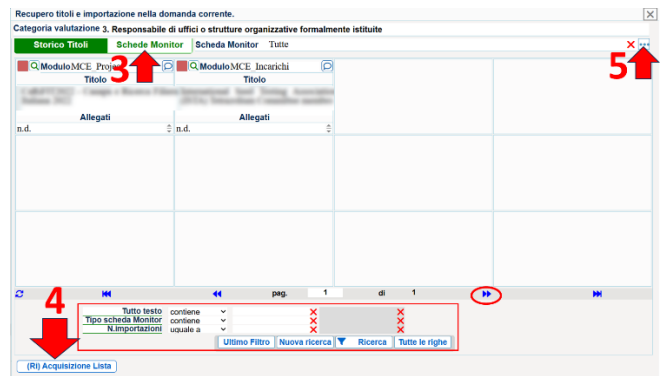 Recupero titoli e importazione nella domanda corrente.
Categoria valutazione 3. Responsabile di uffici o strutture organizzative formalmente istituite
Storico Titoli Schede Monitor Scheda Monitor Tutte
3
5
Modulo MCE_Proje Modulo MCE_Incarichi
Titolo Titolo
Allegati Allegati
n.d. n.d.
pag. 1 di 1
4
Tutto testo contiene
Tipo scheda Monitor contiene
N.importazioni uguale a
Ultimo Filtro Nuova ricerca Ricerca Tutte le righe
(Ri) Acquisizione Lista